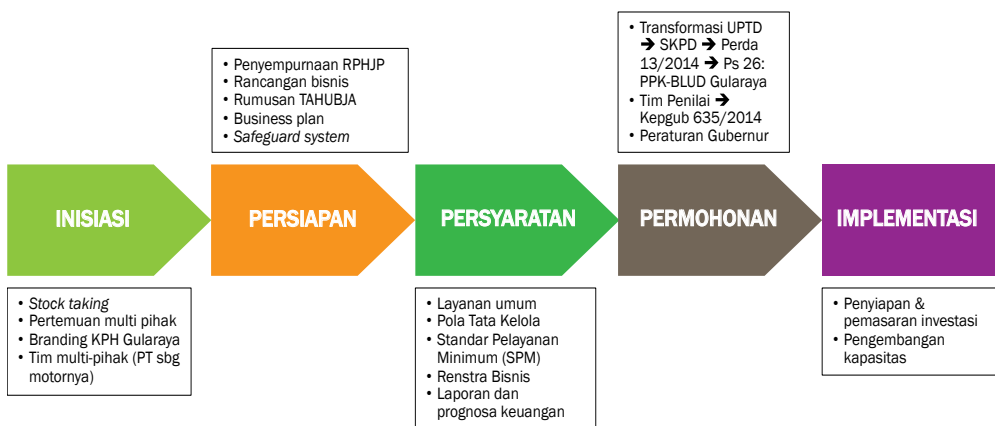 • Penyempurnaan RPHJP
• Rancangan bisnis
• Rumusan TAHUBJA
• Business plan
• Safeguard system
• Transformasi UPTD
➔ SKPD ➔ Perda
13/2014 ➔ Ps 26:
PPK-BLUD Gularaya
• Tim Penilai ➔
Kepgub 635/2014
• Peraturan Gubernur
INISIASI
PERSIAPAN
PERSYARATAN
PERMOHONAN
IMPLEMENTASI
• Stock taking
• Pertemuan multi pihak
• Branding KPH Gularaya
• Tim multi-pihak (PT sbg
motornya)
• Layanan umum
• Pola Tata Kelola
• Standar Pelayanan
Minimum (SPM)
• Renstra Bisnis
• Laporan dan
prognosa keuangan
• Penyiapan &
pemasaran investasi
• Pengembangan
kapasitas